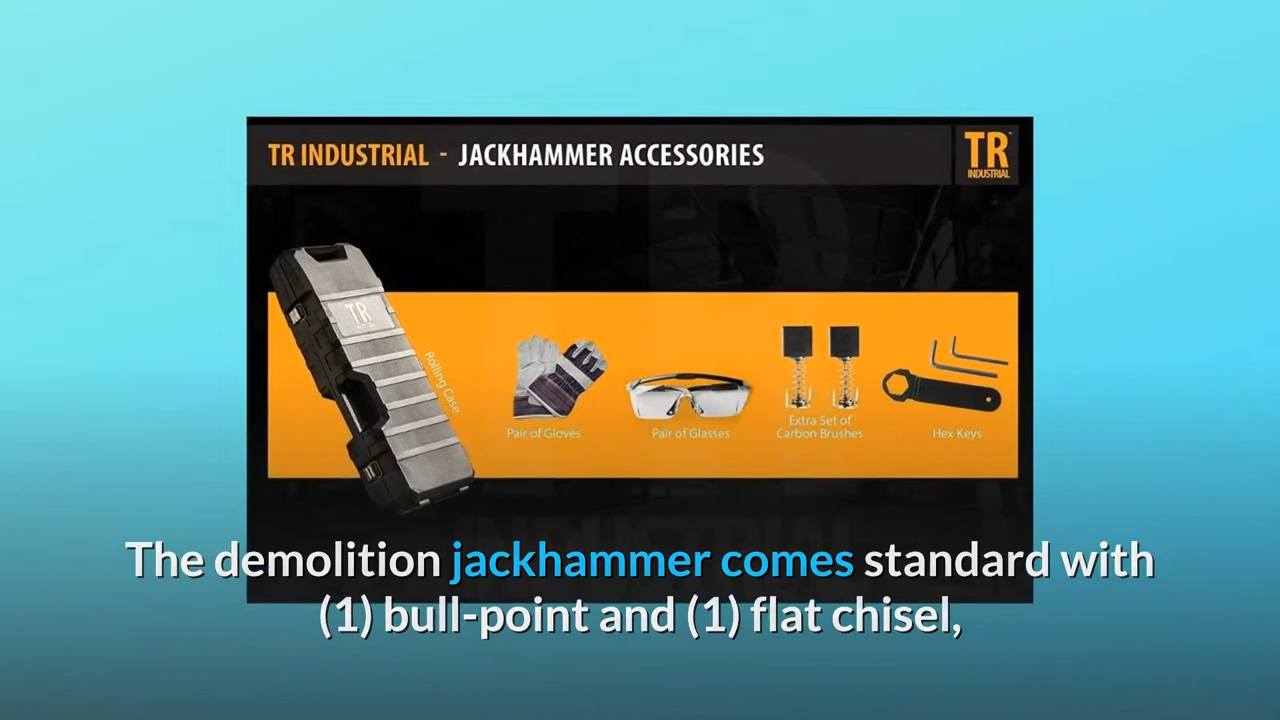 TR INDUSTRIAL - JACKHAMMER ACCESSORIES
TR
INDUSTRIAL
TR
Rolling Case
Pair of Gloves
Pair of Glasses
Extra Set of
Carbon Brushes
Hex Keys
The demolition jackhammer comes standard with
(1) bull-point and (1) flat chisel,